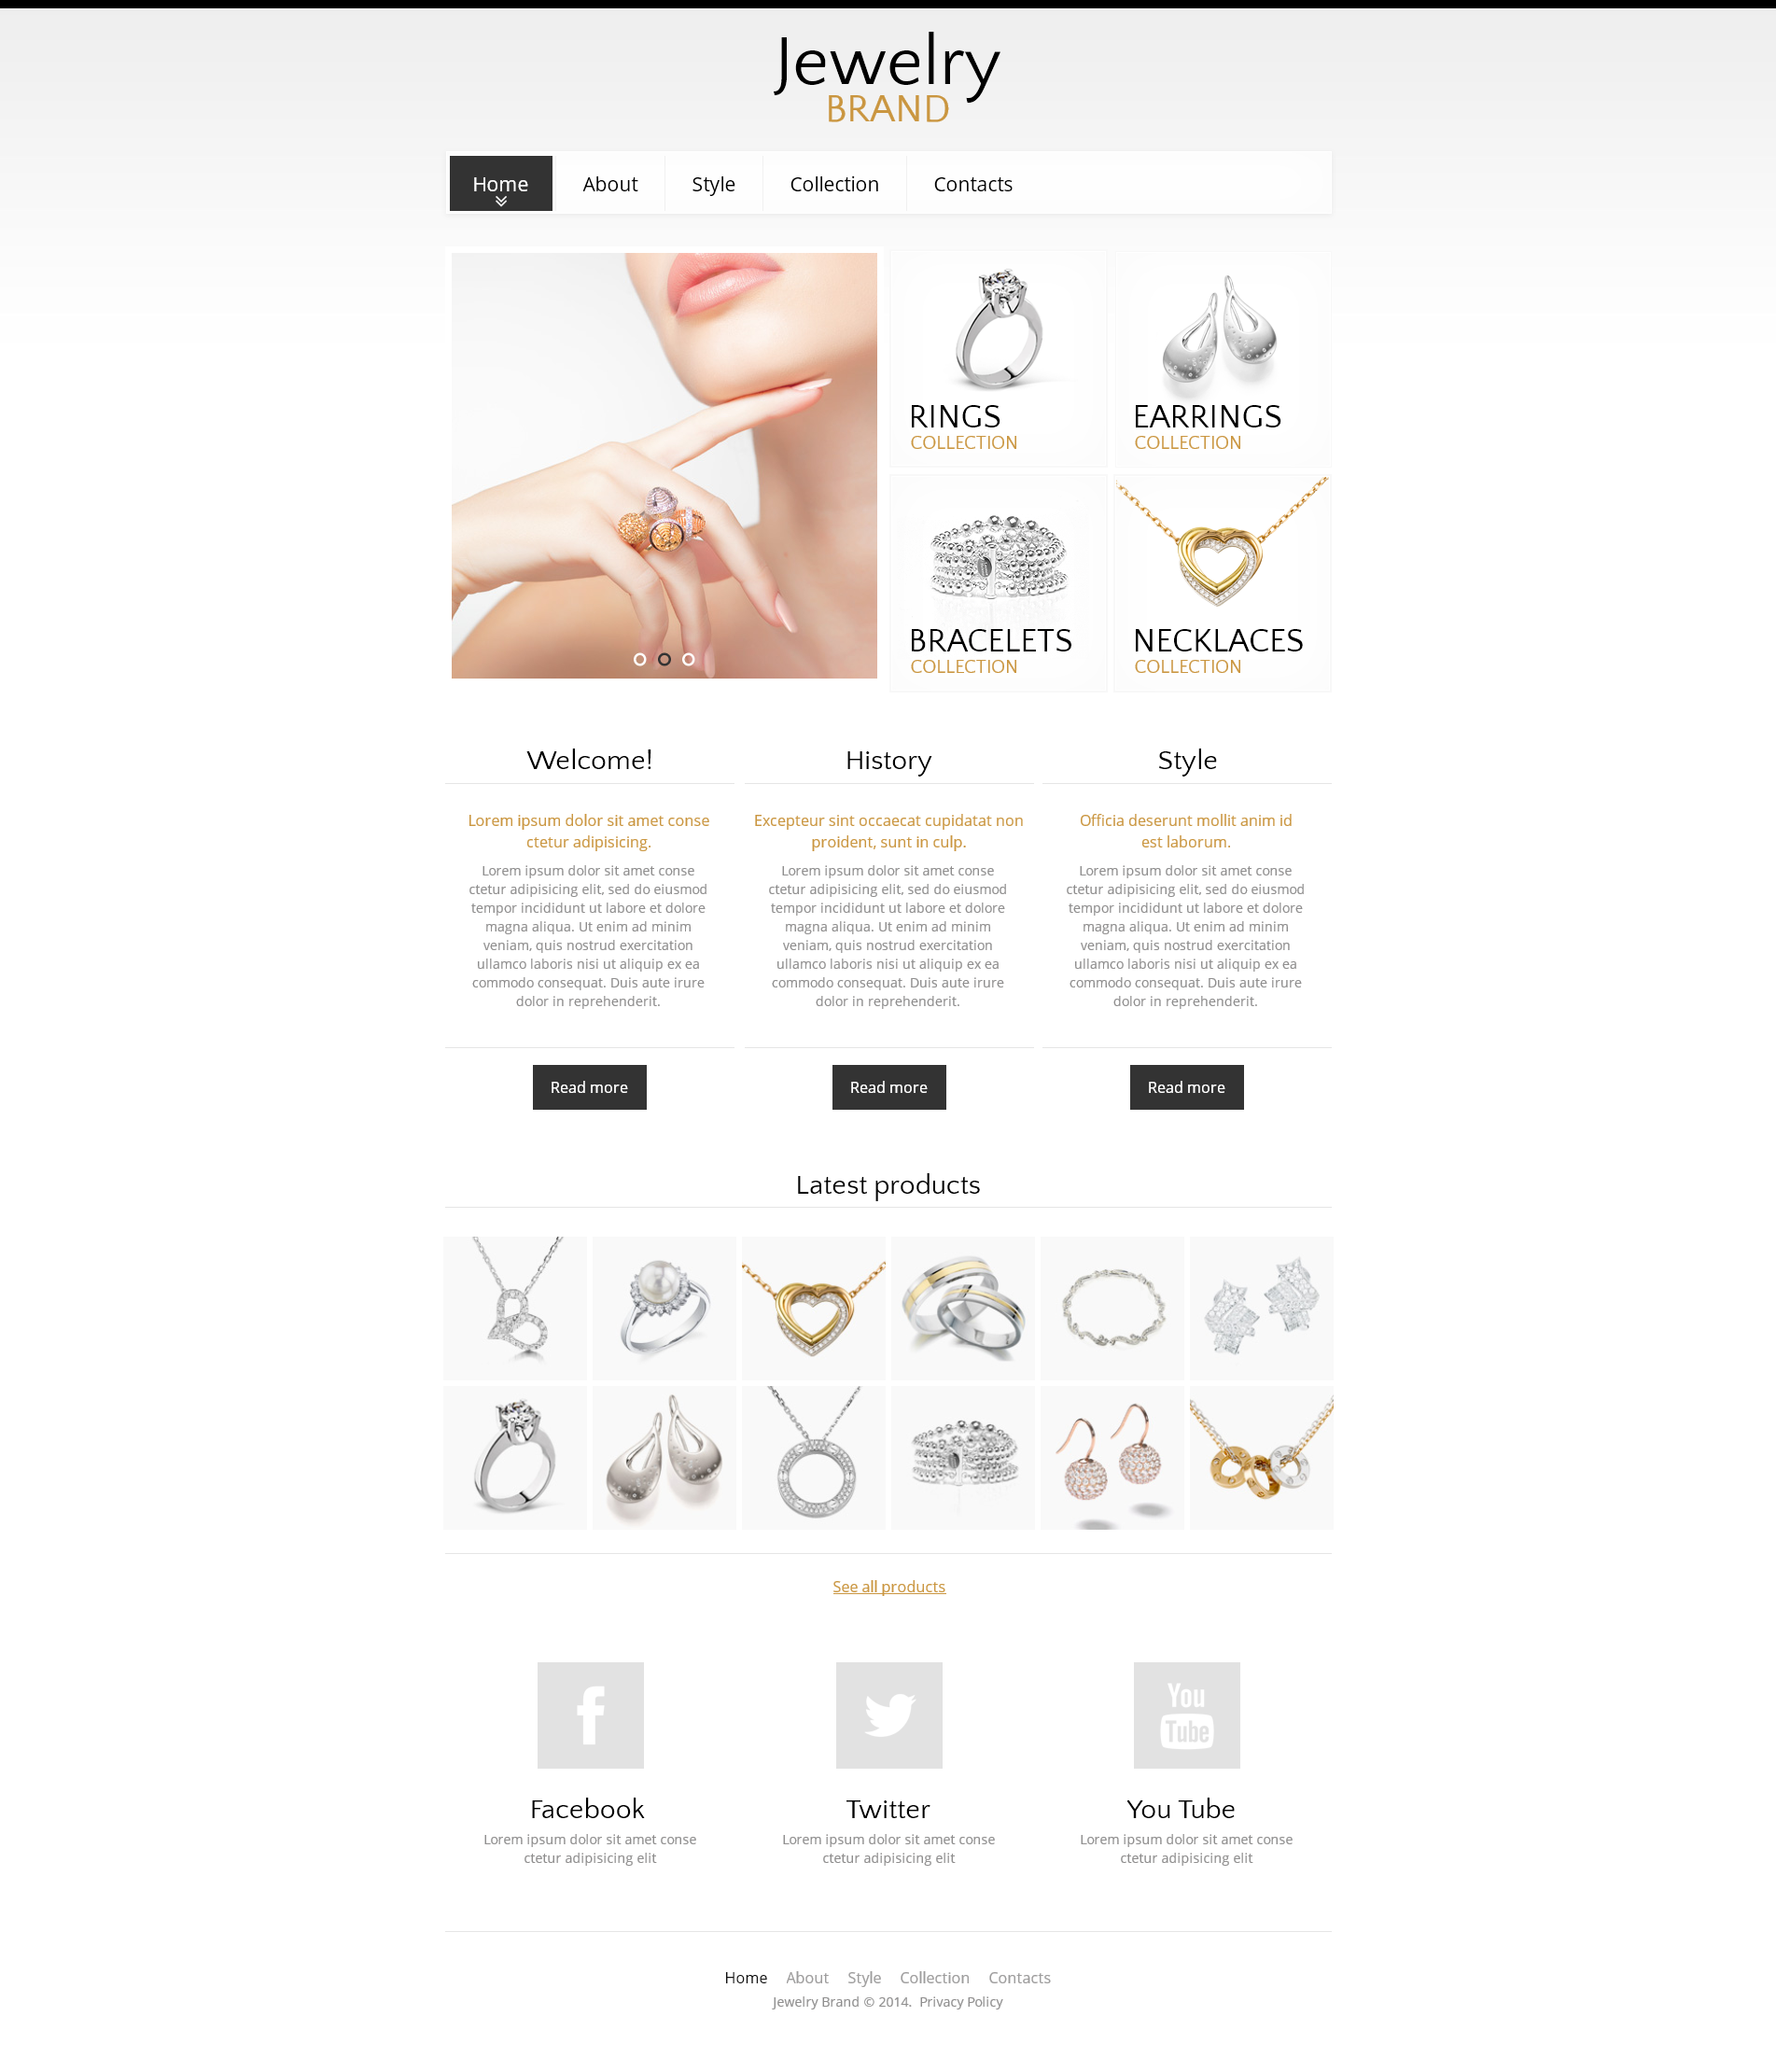 Jewelry
BRAND
Home
About
Style
Collection
Contacts
RINGS
COLLECTION
EARRINGS
COLLECTION
BRACELETS
COLLECTION
NECKLACES
COLLECTION
Welcome!
Lorem ipsum dolor sit amet conse
ctetur adipisicing.
Lorem ipsum dolor sit amet conse
ctetur adipisicing elit, sed do eiusmod
tempor incididunt ut labore et dolore
magna aliqua. Ut enim ad minim
veniam, quis nostrud exercitation
ullamco laboris nisi ut aliquip ex ea
commodo consequat. Duis aute irure
dolor in reprehenderit.
Read more
History
Excepteur sint occaecat cupidatat non
proident, sunt in culp.
Lorem ipsum dolor sit amet conse
ctetur adipisicing elit, sed do eiusmod
tempor incididunt ut labore et dolore
magna aliqua. Ut enim ad minim
veniam, quis nostrud exercitation
ullamco laboris nisi ut aliquip ex ea
commodo consequat. Duis aute irure
dolor in reprehenderit.
Read more
Style
Officia deserunt mollit anim id
est laborum.
Lorem ipsum dolor sit amet conse
ctetur adipisicing elit, sed do eiusmod
tempor incididunt ut labore et dolore
magna aliqua. Ut enim ad minim
veniam, quis nostrud exercitation
ullamco laboris nisi ut aliquip ex ea
commodo consequat. Duis aute irure
dolor in reprehenderit.
Read more
Latest products
See all products
Facebook
Lorem ipsum dolor sit amet conse
ctetur adipisicing elit
Twitter
Lorem ipsum dolor sit amet conse
ctetur adipisicing elit
You
Tube
You Tube
Lorem ipsum dolor sit amet conse
ctetur adipisicing elit
Home About Style Collection Contacts
Jewelry Brand © 2014. Privacy Policy